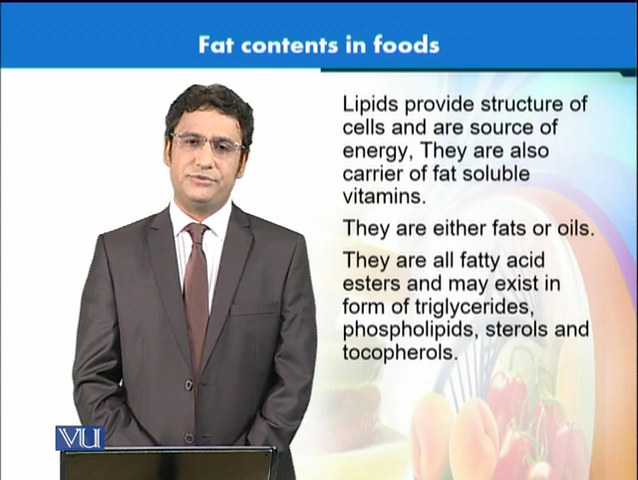 Fat contents in foods
Lipids provide structure of
cells and are source of
energy, They are also
carrier of fat soluble
vitamins.
They are either fats or oils.
They are all fatty acid
esters and may exist in
form of triglycerides,
phospholipids, sterols and
tocopherols.
VU